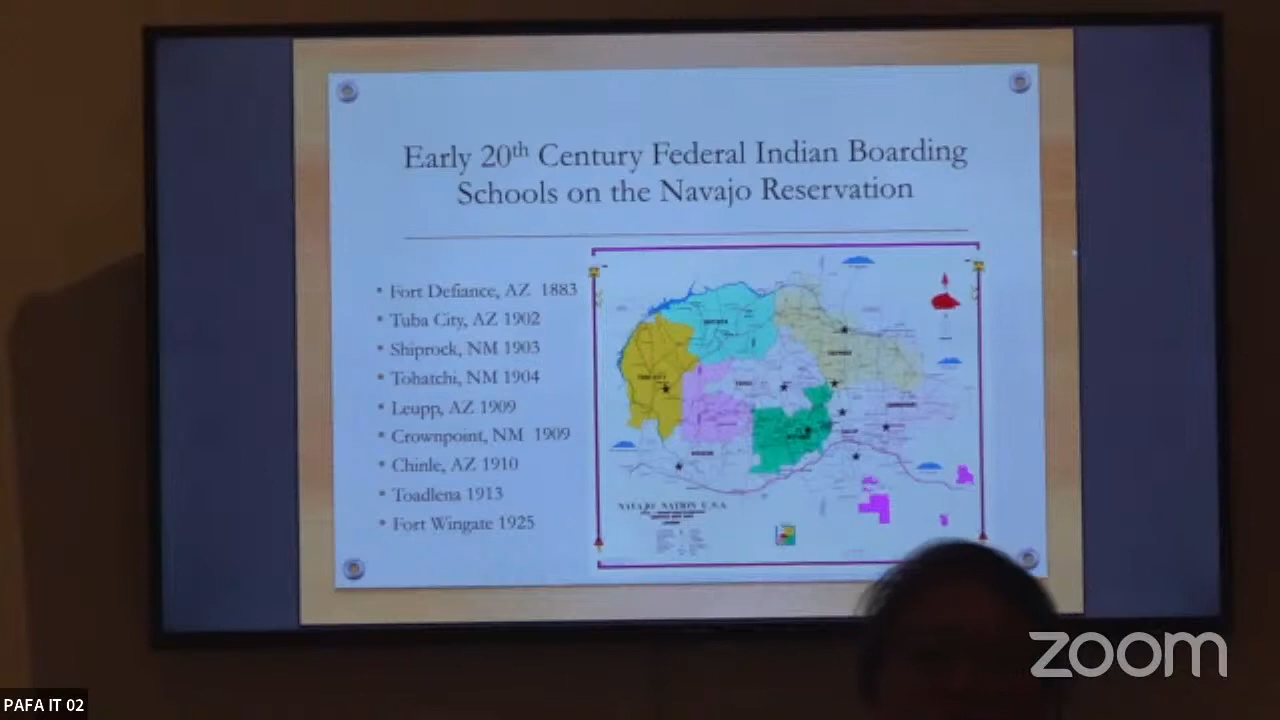 Early 20th Century Federal Indian Boarding
Schools on the Navajo Reservation
• Fort Defiance, AZ 1883
• Tuba City, AZ 1902
• Shiprock, NM 1903
• Tohatchi, NM 1904
• Leupp, AZ 1909
• Crownpoint, NM 1909
• Chinle, AZ 1910
• Toadlena 1913
• Fort Wingate 1925
NAVAJO NATION U.S.A
zoom
PAFA IT 02